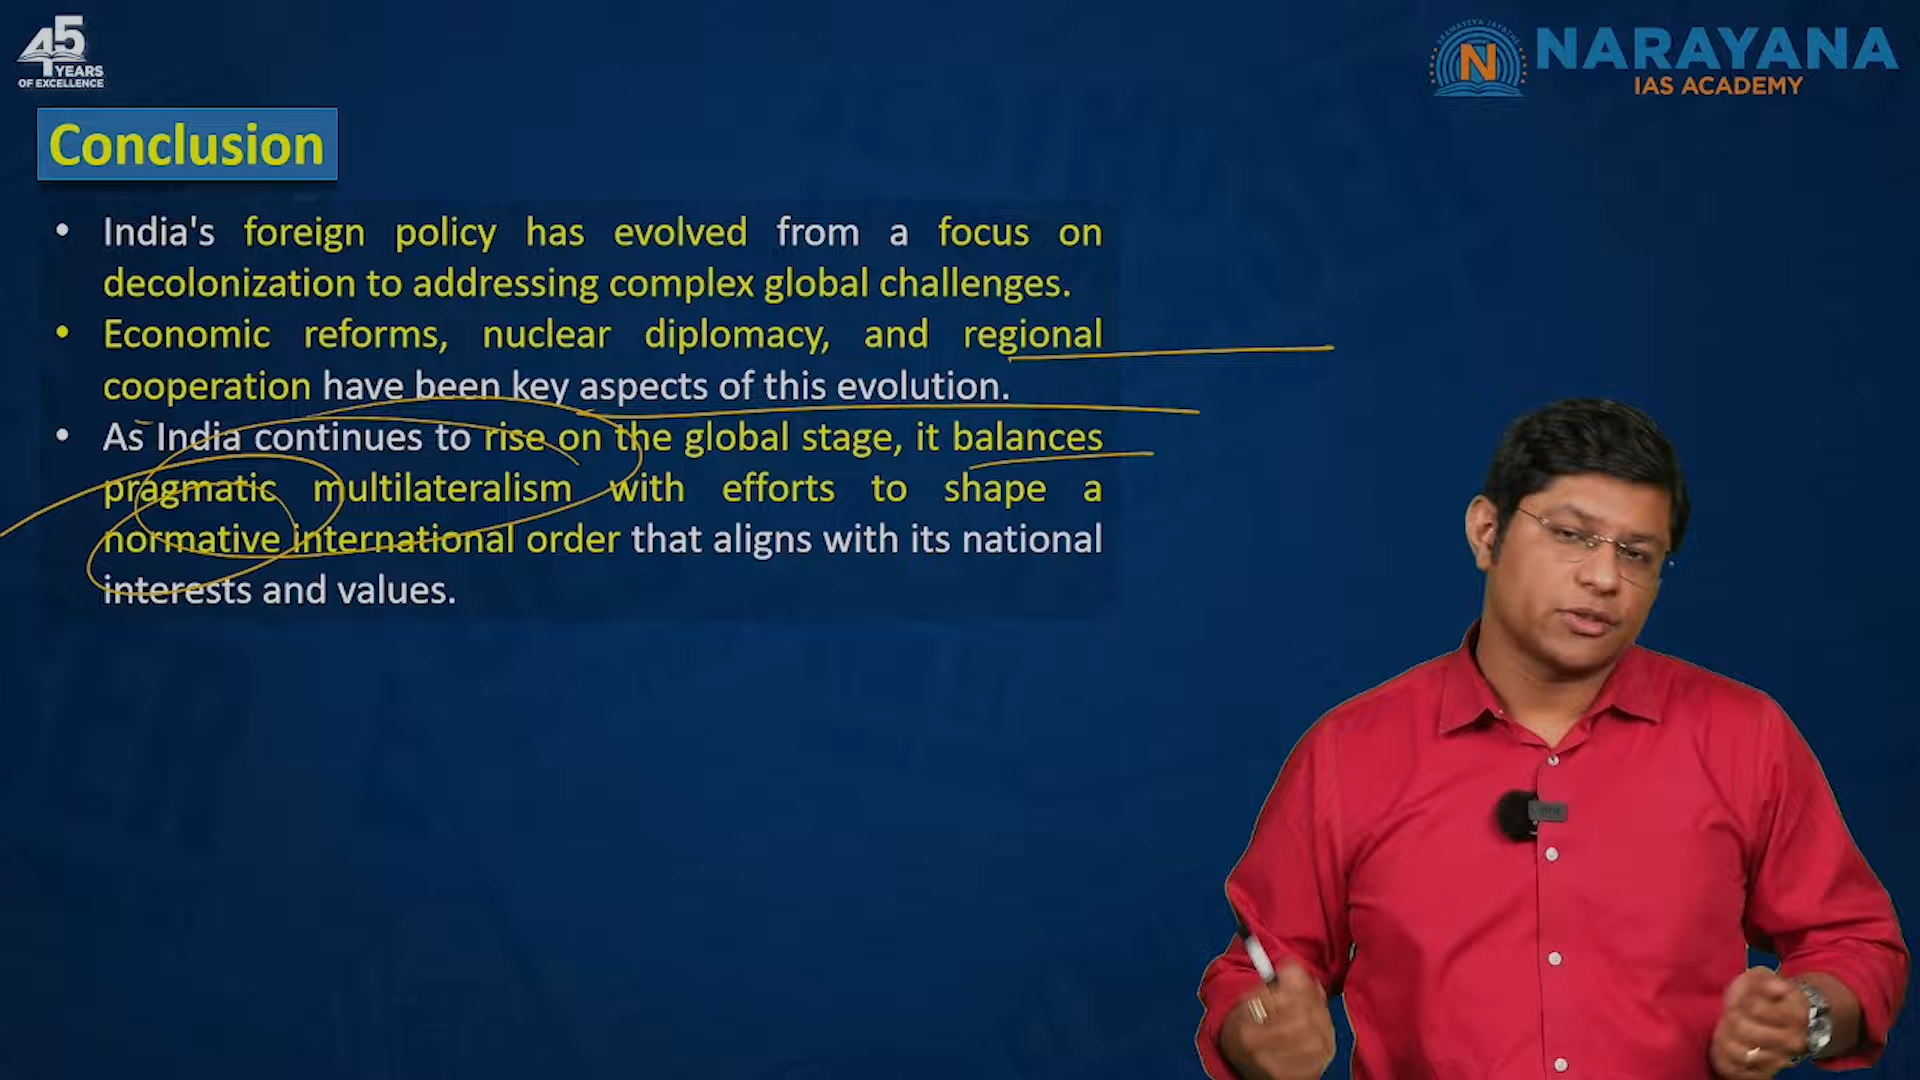 45
YEARS
OF EXCELLENCE
NARAYANA
IAS ACADEMY
Conclusion
• India's foreign policy has evolved from a focus on
decolonization to addressing complex global challenges.
• Economic reforms, nuclear diplomacy, and regional
cooperation have been key aspects of this evolution.
• As India continues to rise on the global stage, it balances
pragmatic multilateralism with efforts to shape a
normative international order that aligns with its national
interests and values.